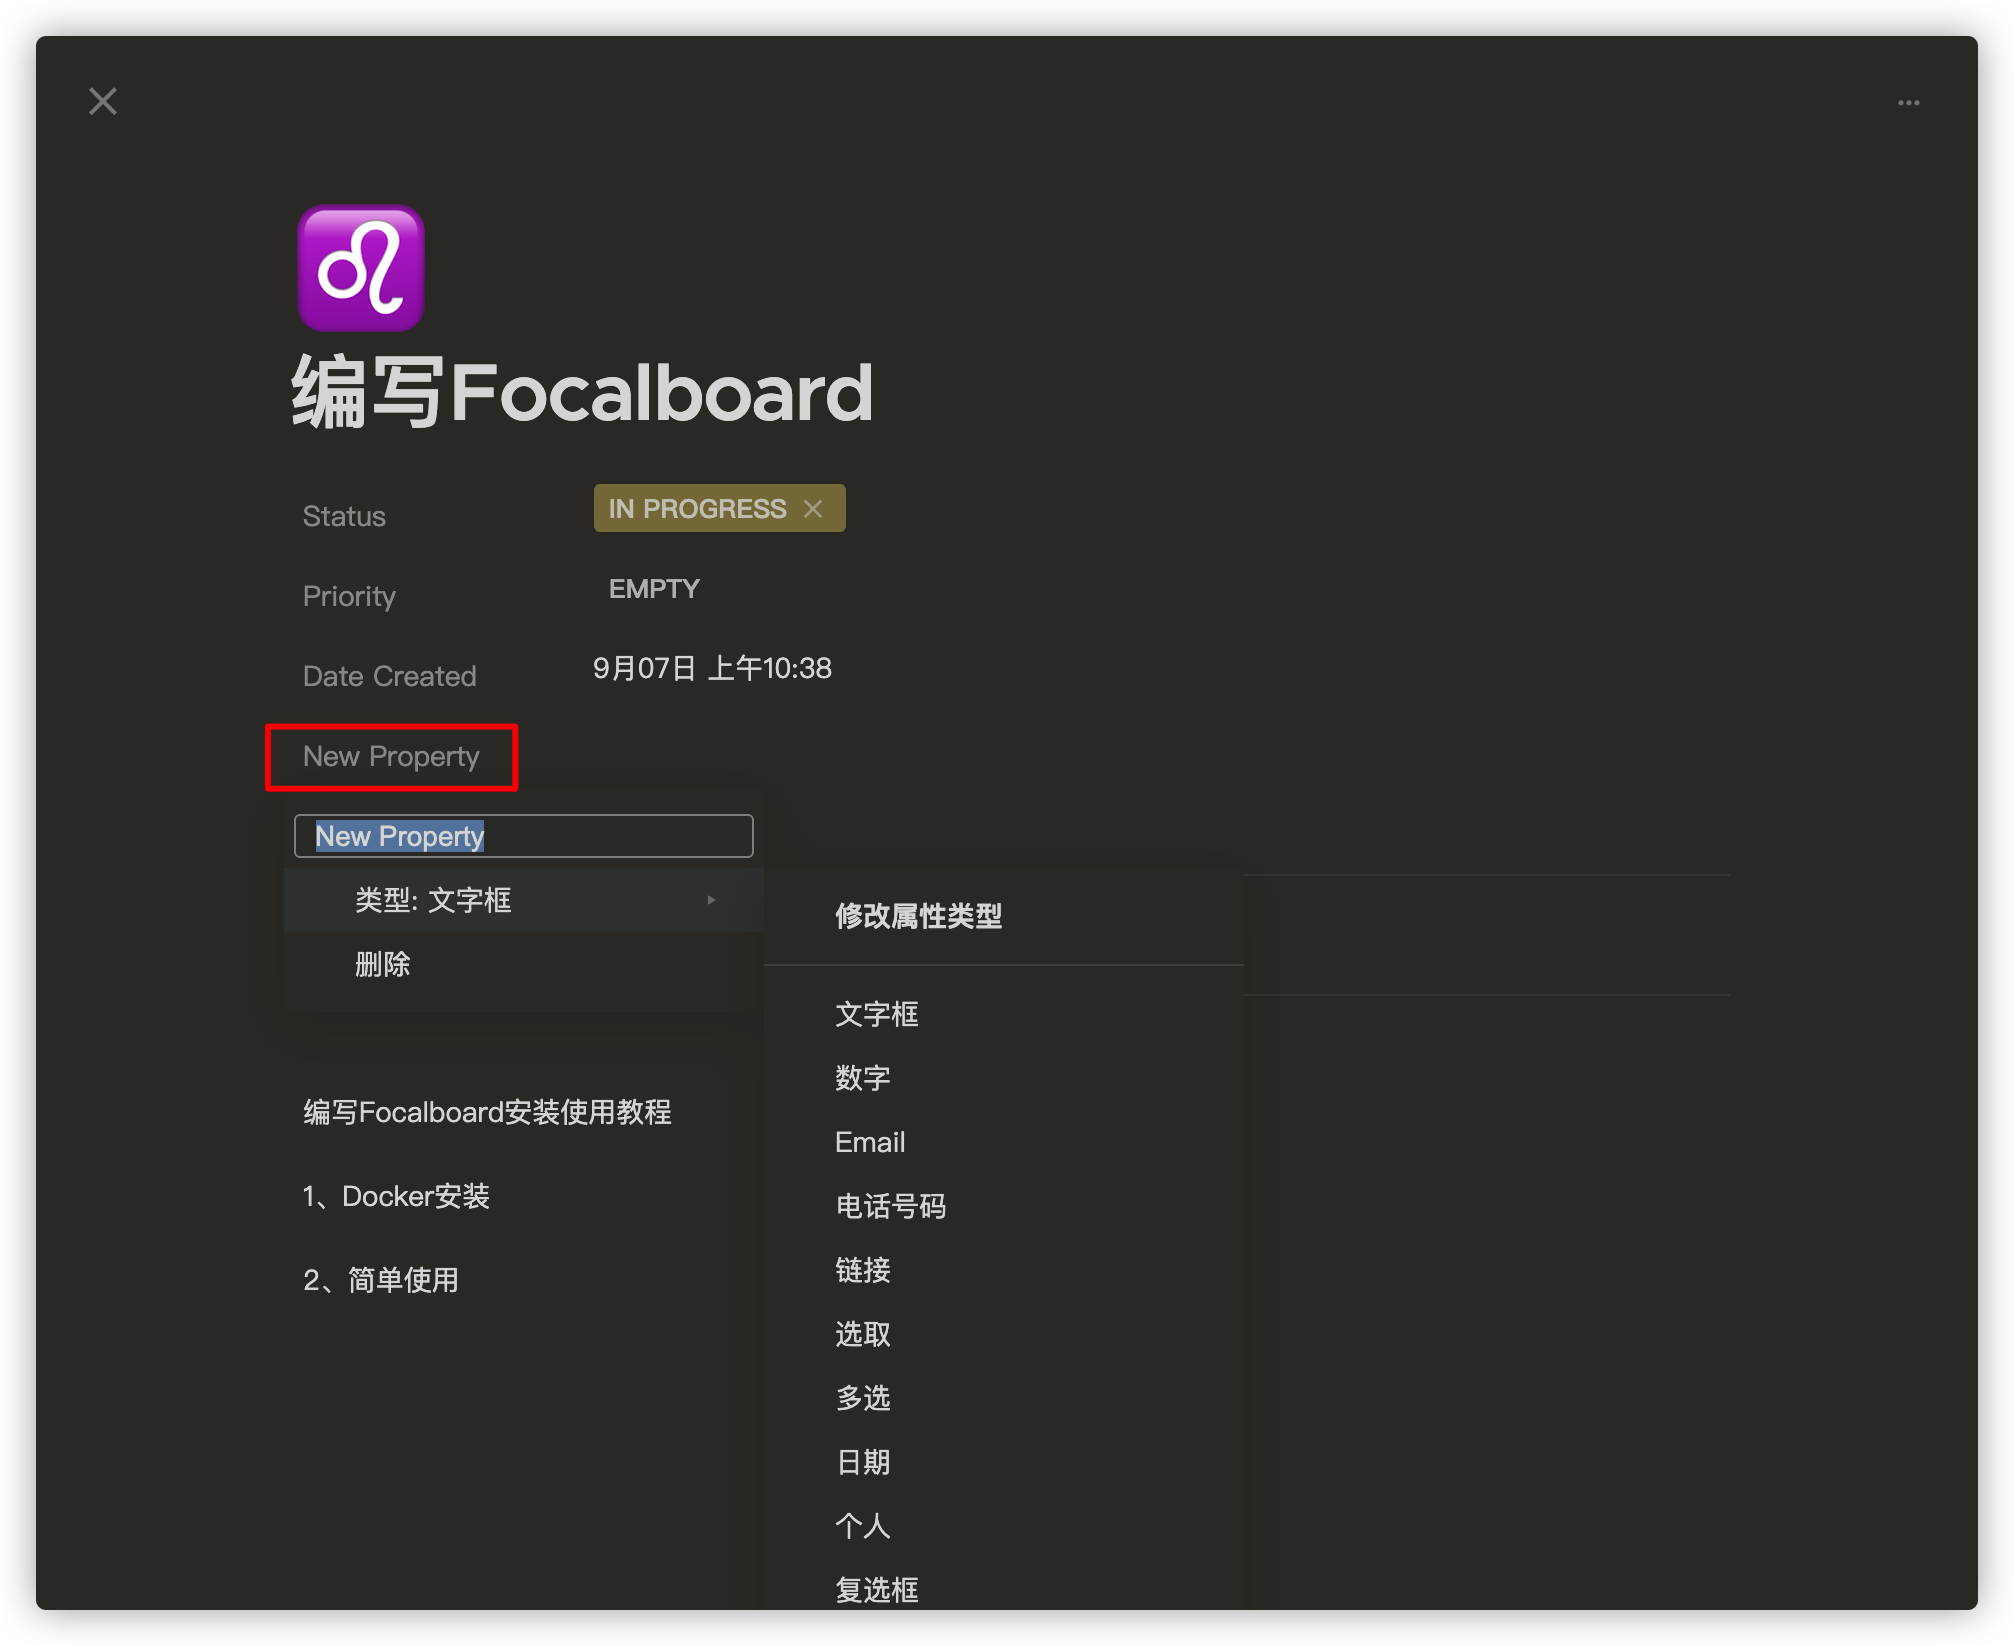 编写Focalboard
Status
IN PROGRESS
Priority
EMPTY
Date Created
9月07日 上午10:38
New Property
New Property
类型: 文字框
删除
修改属性类型
文字框
数字
Email
电话号码
链接
选取
多选
日期
个人
复选框
编写Focalboard安装使用教程
1、Docker安装
2、简单使用